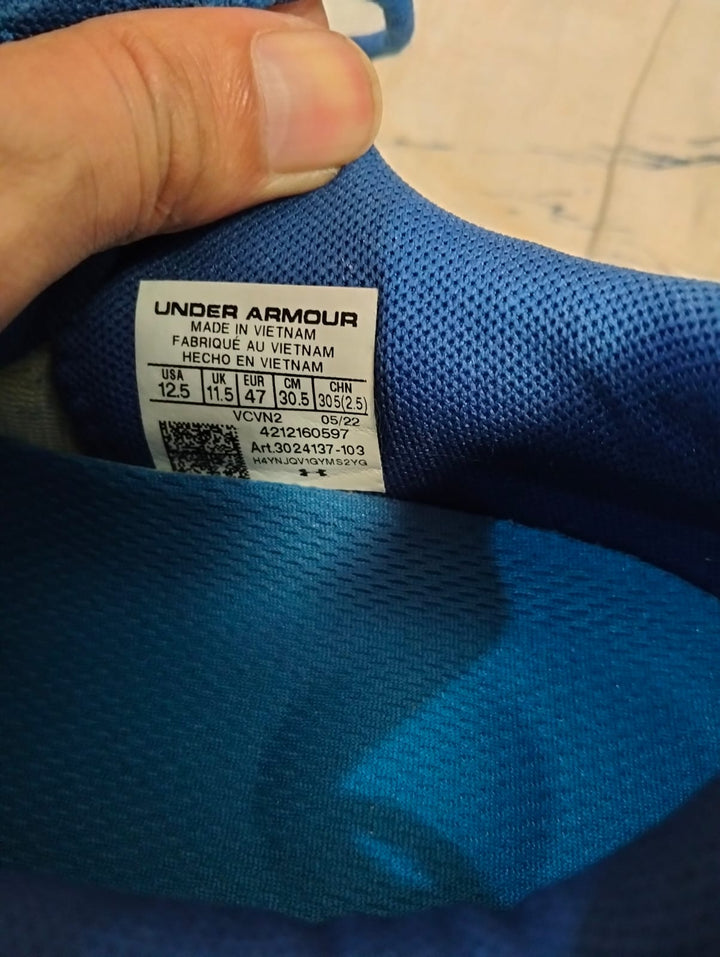 UNDER ARMOUR
MADE IN VIETNAM
FABRIQUÉ AU VIETNAM
HECHO EN VIETNAM
USA UK EUR CM CHN
12.5 11.5 47 30.5 305(2.5)
VCVN2 05/22
4212160597
Art.3024137-103
H4YNJQV1GYMS2YG